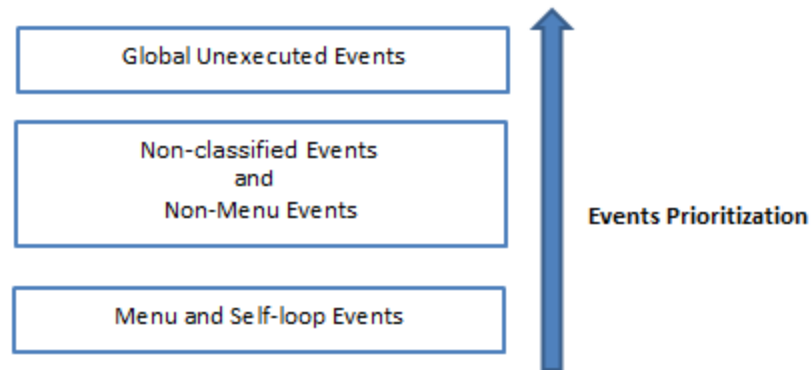 Global Unexecuted Events
Non-classified Events
and
Non-Menu Events
Events Prioritization
Menu and Self-loop Events